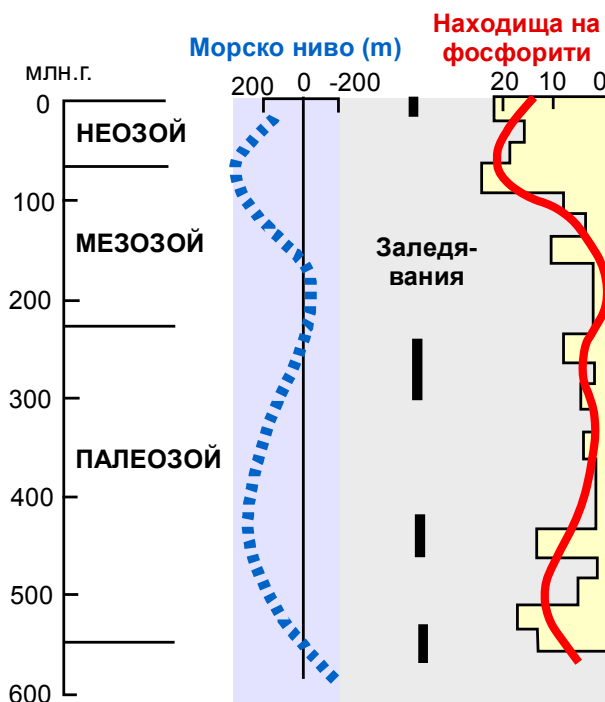 Морско ниво (m)
Находища на
фосфорити
млн.г.
200 0 -200
20 10 0
0
НЕОЗОЙ
100
МЕЗОЗОЙ
Заледя-
вания
200
300
ПАЛЕОЗОЙ
400
500
600